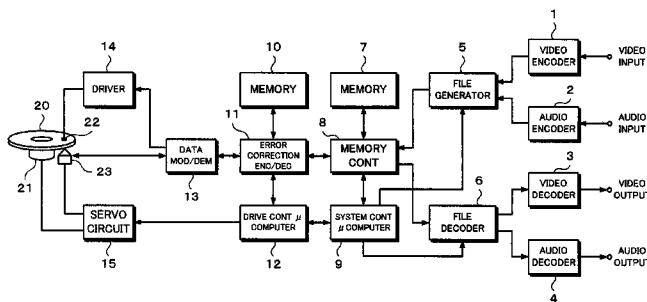 1
14
10
7
5
VIDEO
ENCODER
VIDEO
INPUT
DRIVER
MEMORY
MEMORY
FILE
GENERATOR
2
20
22
11
8
AUDIO
ENCODER
AUDIO
INPUT
DATA
MOD/DEM
ERROR
CORRECTION
ENC/DEC
MEMORY
CONT
3
21
23
13
6
VIDEO
DECODER
VIDEO
OUTPUT
SERVO
CIRCUIT
DRIVE CONT μ
COMPUTER
SYSTEM CONT
μ COMPUTER
FILE
DECODER
15
12
9
AUDIO
DECODER
AUDIO
OUTPUT
4